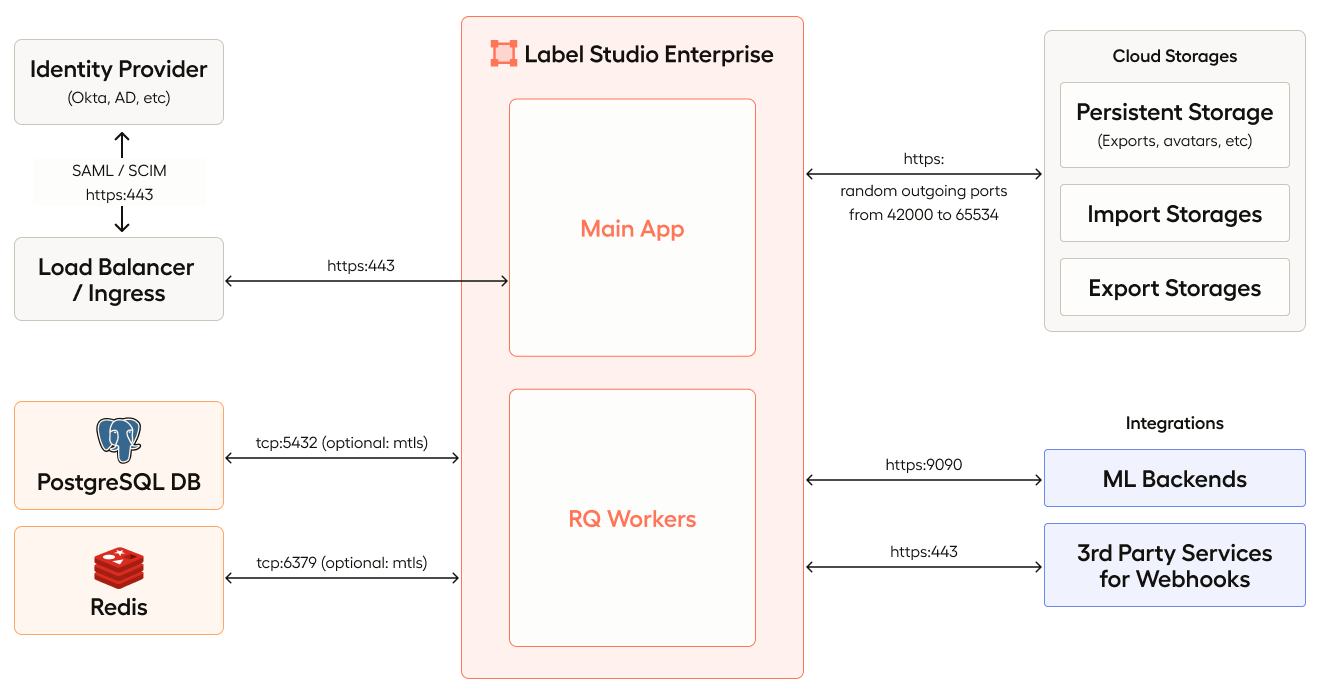 Identity Provider
(Okta, AD, etc)
SAML / SCIM
https:443
Load Balancer
/ Ingress
https:443
PostgreSQL DB
tcp:5432 (optional: mtls)
Redis
tcp:6379 (optional: mtls)
Label Studio Enterprise
Main App
RQ Workers
https:
random outgoing ports
from 42000 to 65534
Cloud Storages
Persistent Storage
(Exports, avatars, etc)
Import Storages
Export Storages
Integrations
https:9090
ML Backends
https:443
3rd Party Services
for Webhooks